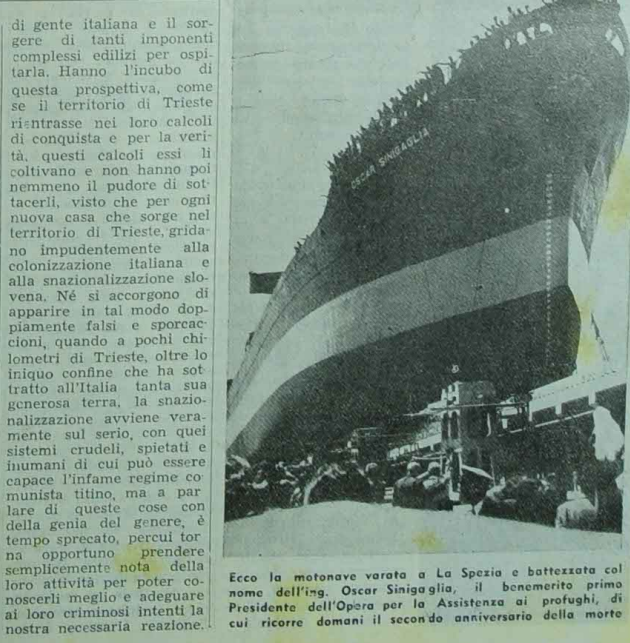 di gente italiana e il sor-
gere di tanti imponenti
complessi edilizi per ospi-
tarla. Hanno l'incubo di
questa prospettiva, come
se il territorio di Trieste
rientrasse nei loro calcoli
di conquista e per la veri-
tà, questi calcoli essi li
coltivano e non hanno poi
nemmeno il pudore di sot-
tacerli, visto che per ogni
nuova casa che sorge nel
territorio di Trieste, grida-
no impudentemente alla
colonizzazione italiana e
alla snazionalizzazione slo-
vena. Né si accorgono di
apparire in tal modo dop-
piamente falsi e sporcac-
cioni, quando a pochi chi-
lometri di Trieste, oltre lo
iniquo confine che ha sot
tratto all'Italia tanta sua
generosa terra, la snazio-
nalizzazione avviene vera-
mente sul serio, con quei
sistemi crudeli, spietati e
inumani di cui può essere
capace l'infame regime co
munista titino, ma a par
lare di queste cose con
della genia del genere, è
tempo sprecato, percui tor
na opportuno prendere
semplicemente nota della
loro attività per poter co-
noscerli meglio e adeguare
ai loro criminosi intenti la
nostra necessaria reazione.
OSCAR SINIGAGLIA
Ecco la motonave varata a La Spezia e battezzata col
nome dell'ing. Oscar Sinigaglia, il benemerito primo
Presidente dell'Opera per la Assistenza ai profughi, di
cui ricorre domani il secondo anniversario della morte